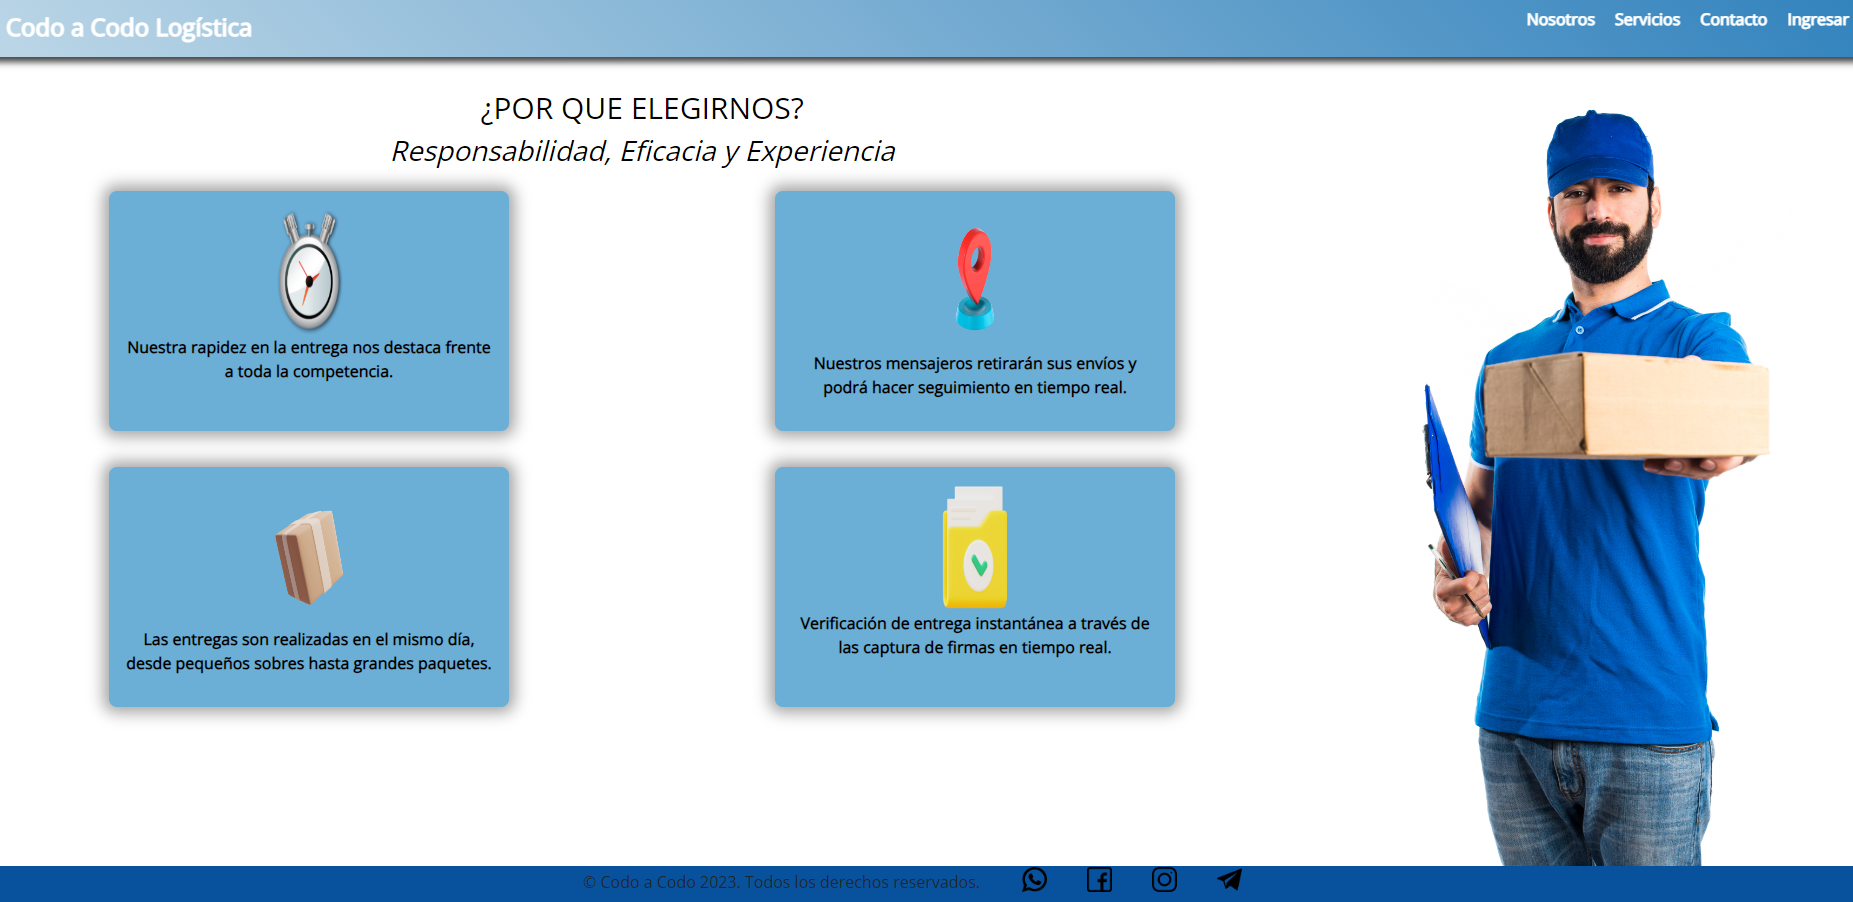 Codo a Codo Logística
Nosotros Servicios Contacto Ingresar
¿POR QUE ELEGIRNOS?
Responsabilidad, Eficacia y Experiencia
Nuestra rapidez en la entrega nos destaca frente
a toda la competencia.
Nuestros mensajeros retirarán sus envíos y
podrá hacer seguimiento en tiempo real.
Las entregas son realizadas en el mismo día,
desde pequeños sobres hasta grandes paquetes.
Verificación de entrega instantánea a través de
las captura de firmas en tiempo real.
© Codo a Codo 2023. Todos los derechos reservados.